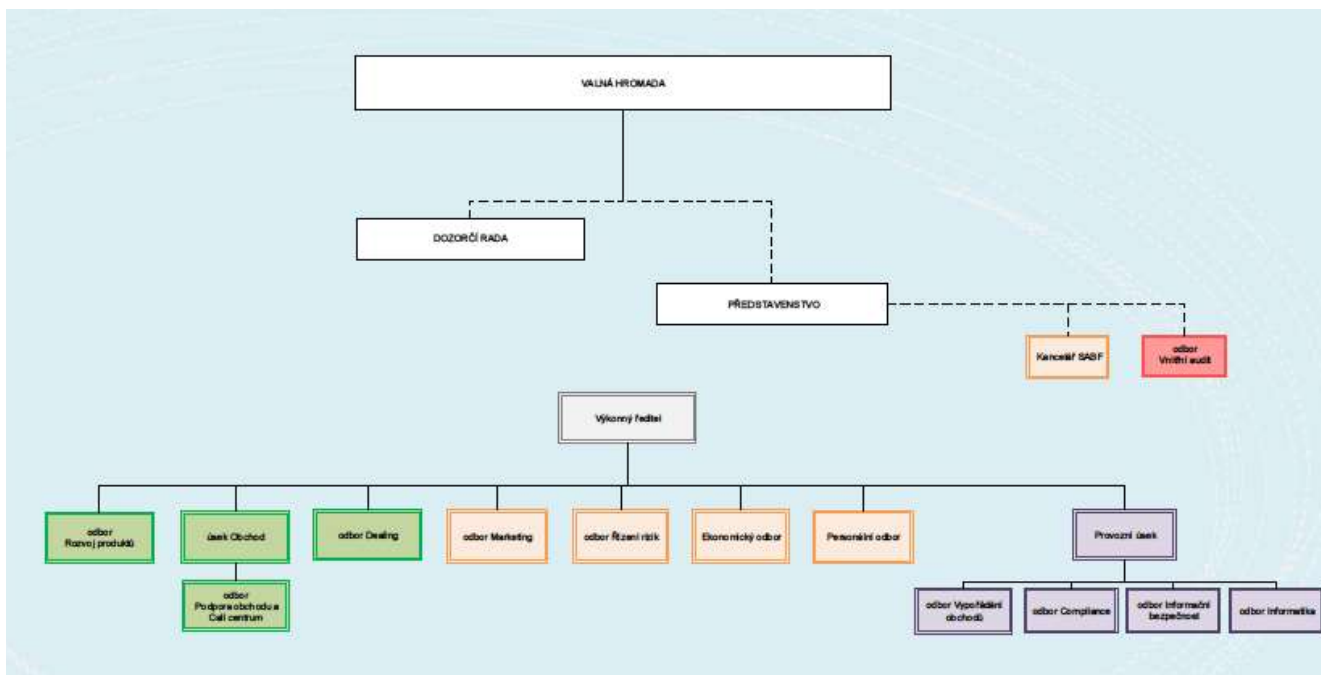 VALNÁ HROMADA
DOZORČÍ RADA
PŘEDSTAVENSTVO
Kancelář SABF
odbor
Vnitřní audit
Výkonný ředitel
odbor
Rozvoj produktů
úsek Obchod
odbor Dealing
odbor Marketing
odbor Řízení rizik
Ekonomický odbor
Personální odbor
Provozní úsek
odbor
Podpora obchodu a
Call centrum
odbor Vypořádání
obchodů
odbor Compliance
odbor Informační
bezpečnost
odbor Informatika